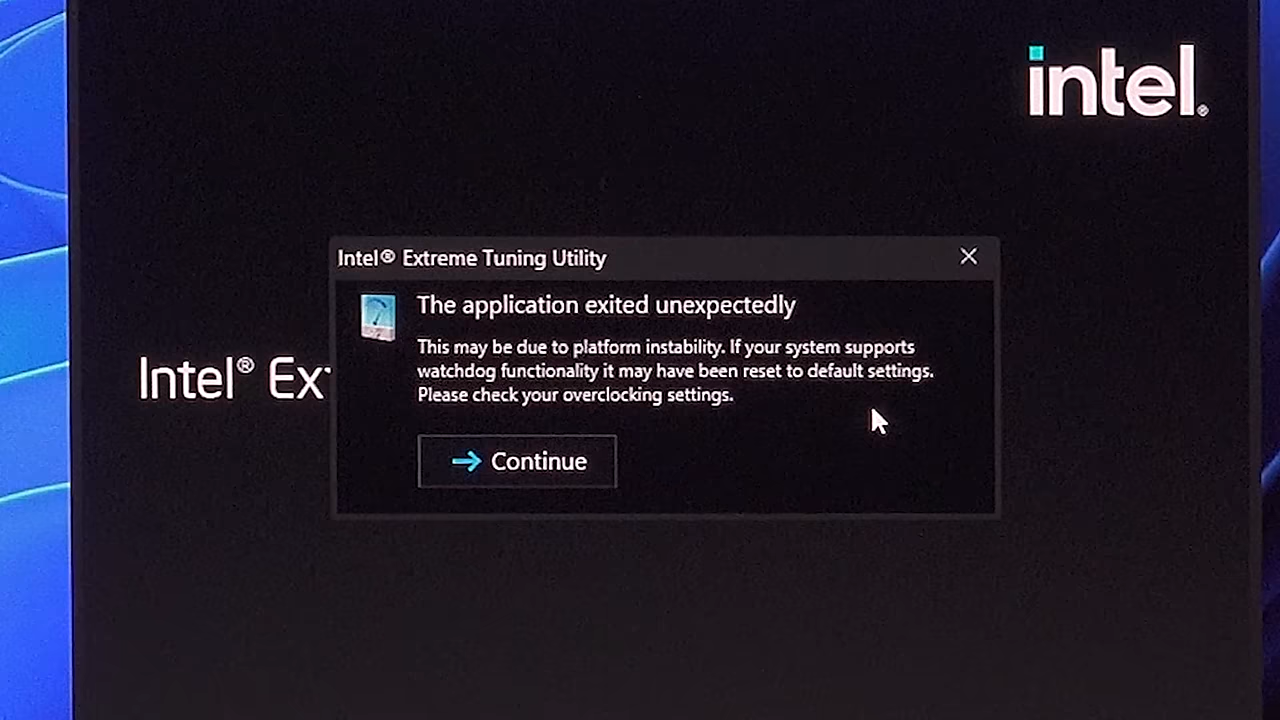 intel®
Intel® Extreme Tuning Utility
The application exited unexpectedly
This may be due to platform instability. If your system supports
watchdog functionality it may have been reset to default settings.
Please check your overclocking settings.
Intel® Ex
Continue